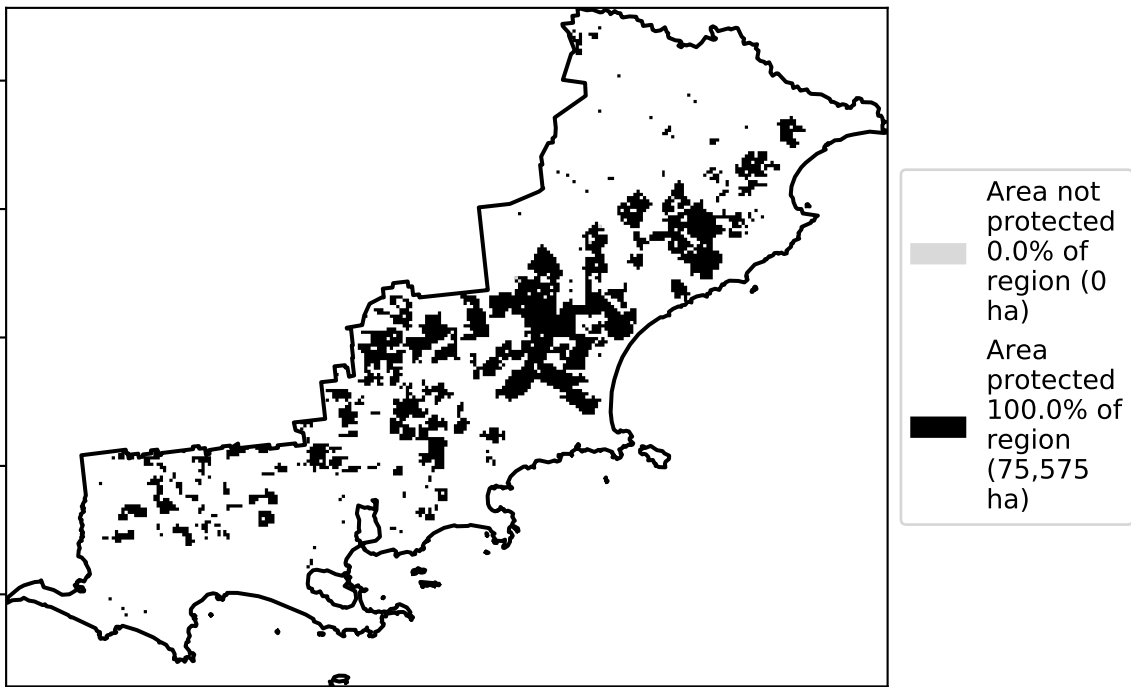 Area not
protected
0.0% of
region (0
ha)
Area
protected
100.0% of
region
(75,575
ha)